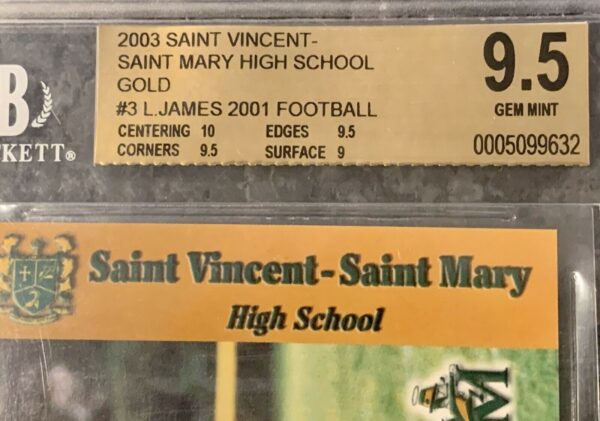 2003 SAINT VINCENT-
SAINT MARY HIGH SCHOOL
GOLD
#3 L.JAMES 2001 FOOTBALL
CENTERING 10 EDGES 9.5
CORNERS 9.5 SURFACE 9
9.5
GEM MINT
0005099632
B
KETT®
Saint Vincent-Saint Mary
High School
M